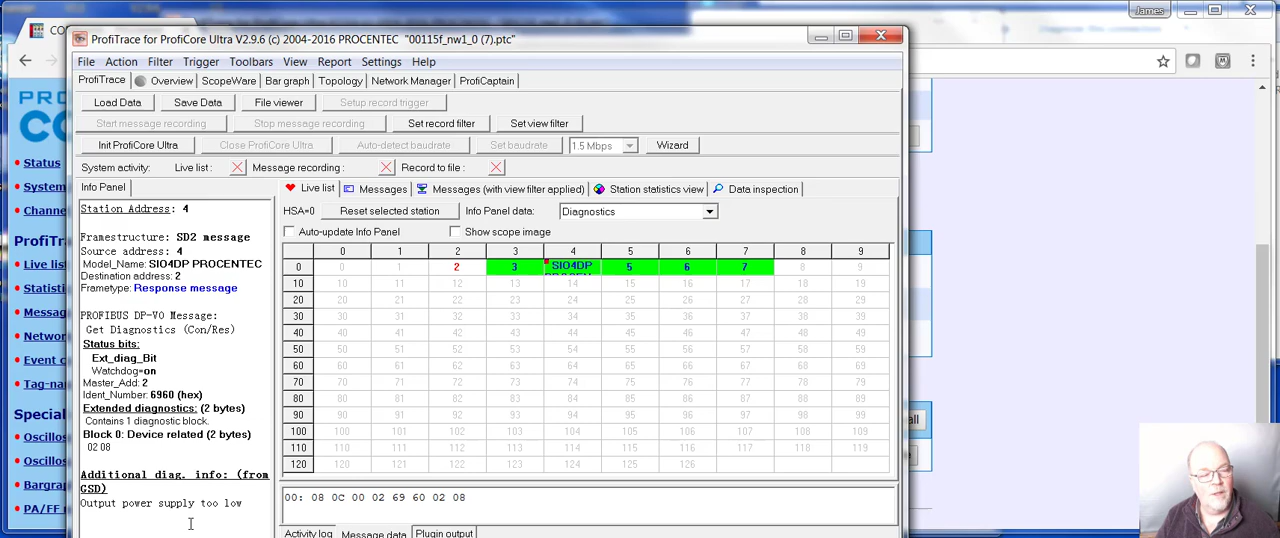 James
CO
ProfiTrace for ProfiCore Ultra V2.9.6 (c) 2004-2016 PROCENTEC "00115f_nw1_0 (7).ptc"
File Action Filter Trigger Toolbars View Report Settings Help
ProfiTrace Overview ScopeWare Bar graph Topology Network Manager ProfiCaptain
Load Data Save Data File viewer Setup record trigger
Start message recording Stop message recording Set record filter Set view filter
Init ProfiCore Ultra Close ProfiCore Ultra Auto-detect baudrate Set baudrate 1.5 Mbps Wizard
System activity: Live list : Message recording : Record to file :
PRO
CO
Status
System
Channe
ProfiTr
Live lis
Statisti
Messag
Networ
Event c
Tag-na
Special
Oscillos
Oscillos
Bargrap
PA/FF
Info Panel
Station Address: 4
Framestructure: SD2 message
Source address: 4
Model_Name: SIO4DP PROCENTEC
Destination address: 2
Frametype: Response message
PROFIBUS DP-V0 Message:
Get Diagnostics (Con/Res)
Status bits:
Ext_diag_Bit
Watchdog=on
Master_Add: 2
Ident_Number: 6960 (hex)
Extended diagnostics: (2 bytes)
Contains 1 diagnostic block.
Block 0: Device related (2 bytes)
02 08
Additional diag. info: (from
GSD)
Output power supply too low
Live list Messages Messages (with view filter applied) Station statistics view Data inspection
HSA=0 Reset selected station Info Panel data: Diagnostics
Auto-update Info Panel Show scope image
0 1 2 3 4 5 6 7 8 9
0 0 1 2 3 SIO4DP 5 6 7 8 9
10 10 11 12 13 14 15 16 17 18 19
20 20 21 22 23 24 25 26 27 28 29
30 30 31 32 33 34 35 36 37 38 39
40 40 41 42 43 44 45 46 47 48 49
50 50 51 52 53 54 55 56 57 58 59
60 60 61 62 63 64 65 66 67 68 69
70 70 71 72 73 74 75 76 77 78 79
80 80 81 82 83 84 85 86 87 88 89
90 90 91 92 93 94 95 96 97 98 99
100 100 101 102 103 104 105 106 107 108 109
110 110 111 112 113 114 115 116 117 118 119
120 120 121 122 123 124 125 126
00: 08 0C 00 02 69 60 02 08
Activity log Message data Plugin output
all